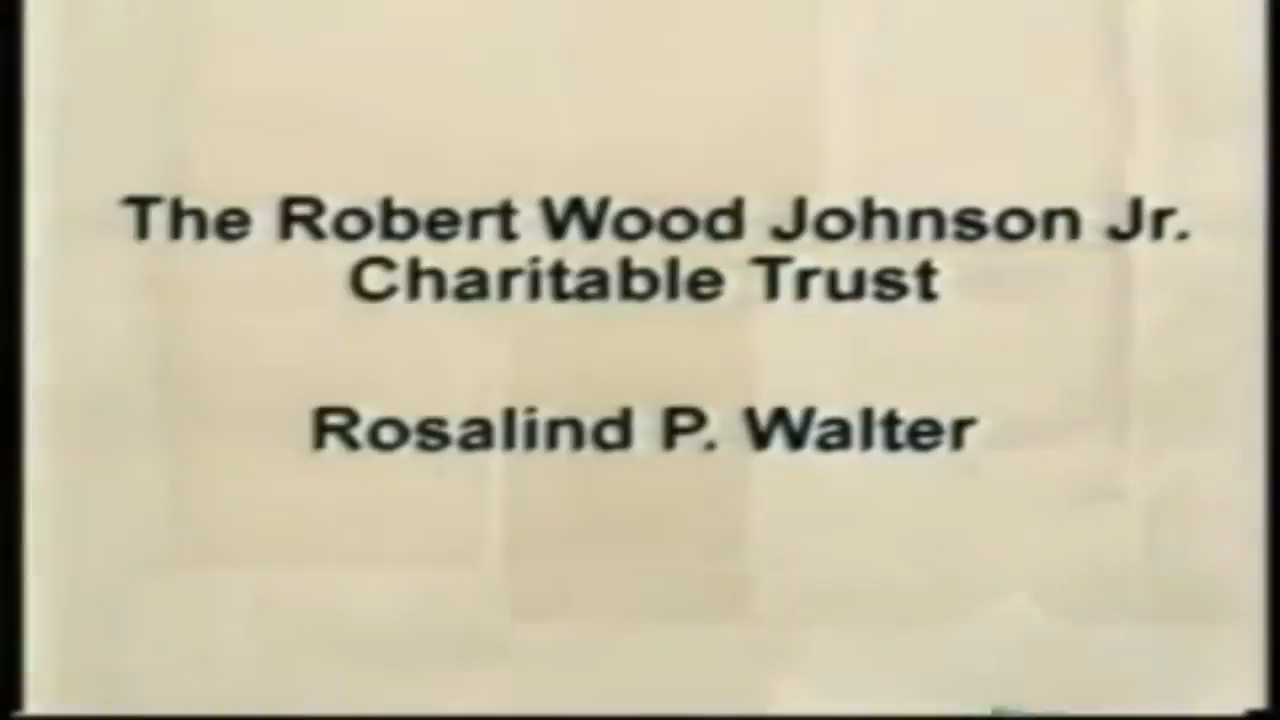 The Robert Wood Johnson Jr.
Charitable Trust
Rosalind P. Walter